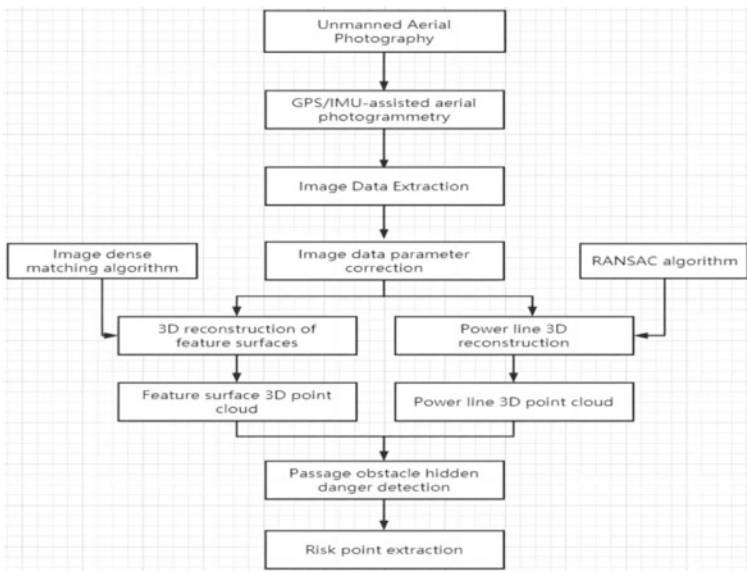 Unmanned Aerial
Photography
GPS/IMU-assisted aerial
photogrammetry
Image Data Extraction
Image dense
matching algorithm
Image data parameter
correction
RANSAC algorithm
3D reconstruction of
feature surfaces
Power line 3D
reconstruction
Feature surface 3D point
cloud
Power line 3D point cloud
Passage obstacle hidden
danger detection
Risk point extraction